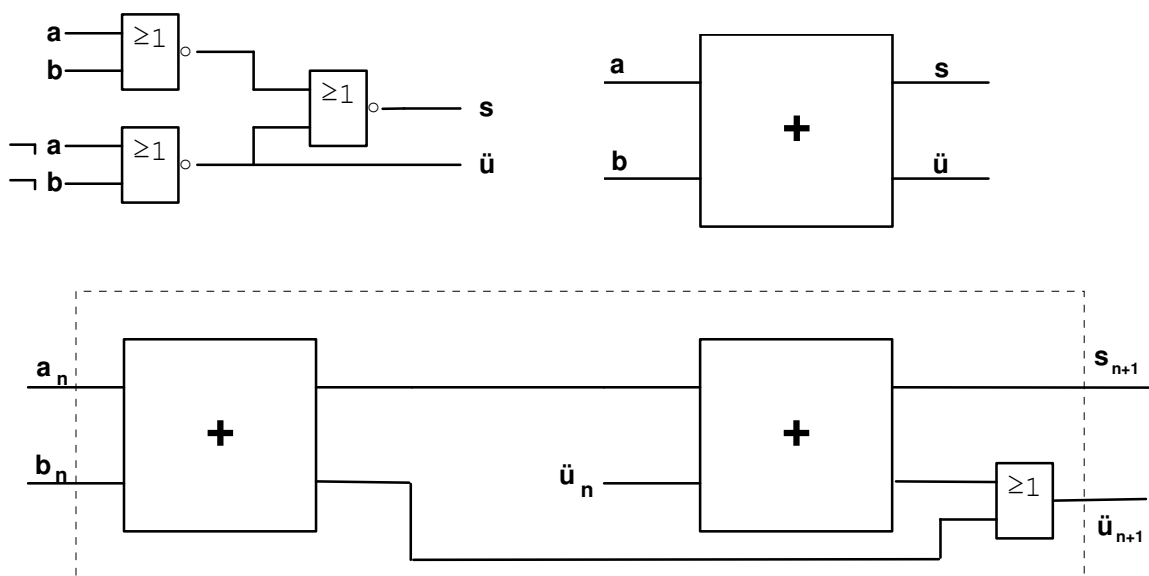 a
b
≥1
≥1
s
¬ a
¬ b
≥1
ü
a
b
+
s
ü
a n
b n
+
ü n
+
≥1
s n+1
ü n+1